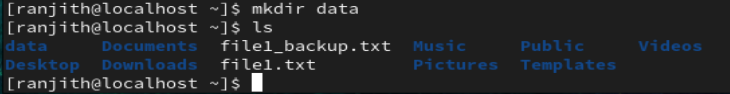 [ranjith@localhost ~]$ mkdir data
[ranjith@localhost ~]$ ls
data     Documents  file1_backup.txt  Music     Public     Videos
Desktop  Downloads  file1.txt         Pictures  Templates
[ranjith@localhost ~]$